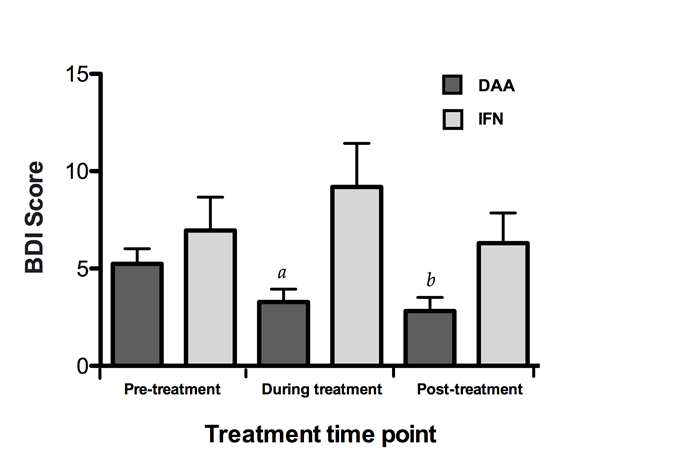 15
DAA
IFN
10
BDI Score
5
a
b
0
Pre-treatment
During treatment
Post-treatment
Treatment time point